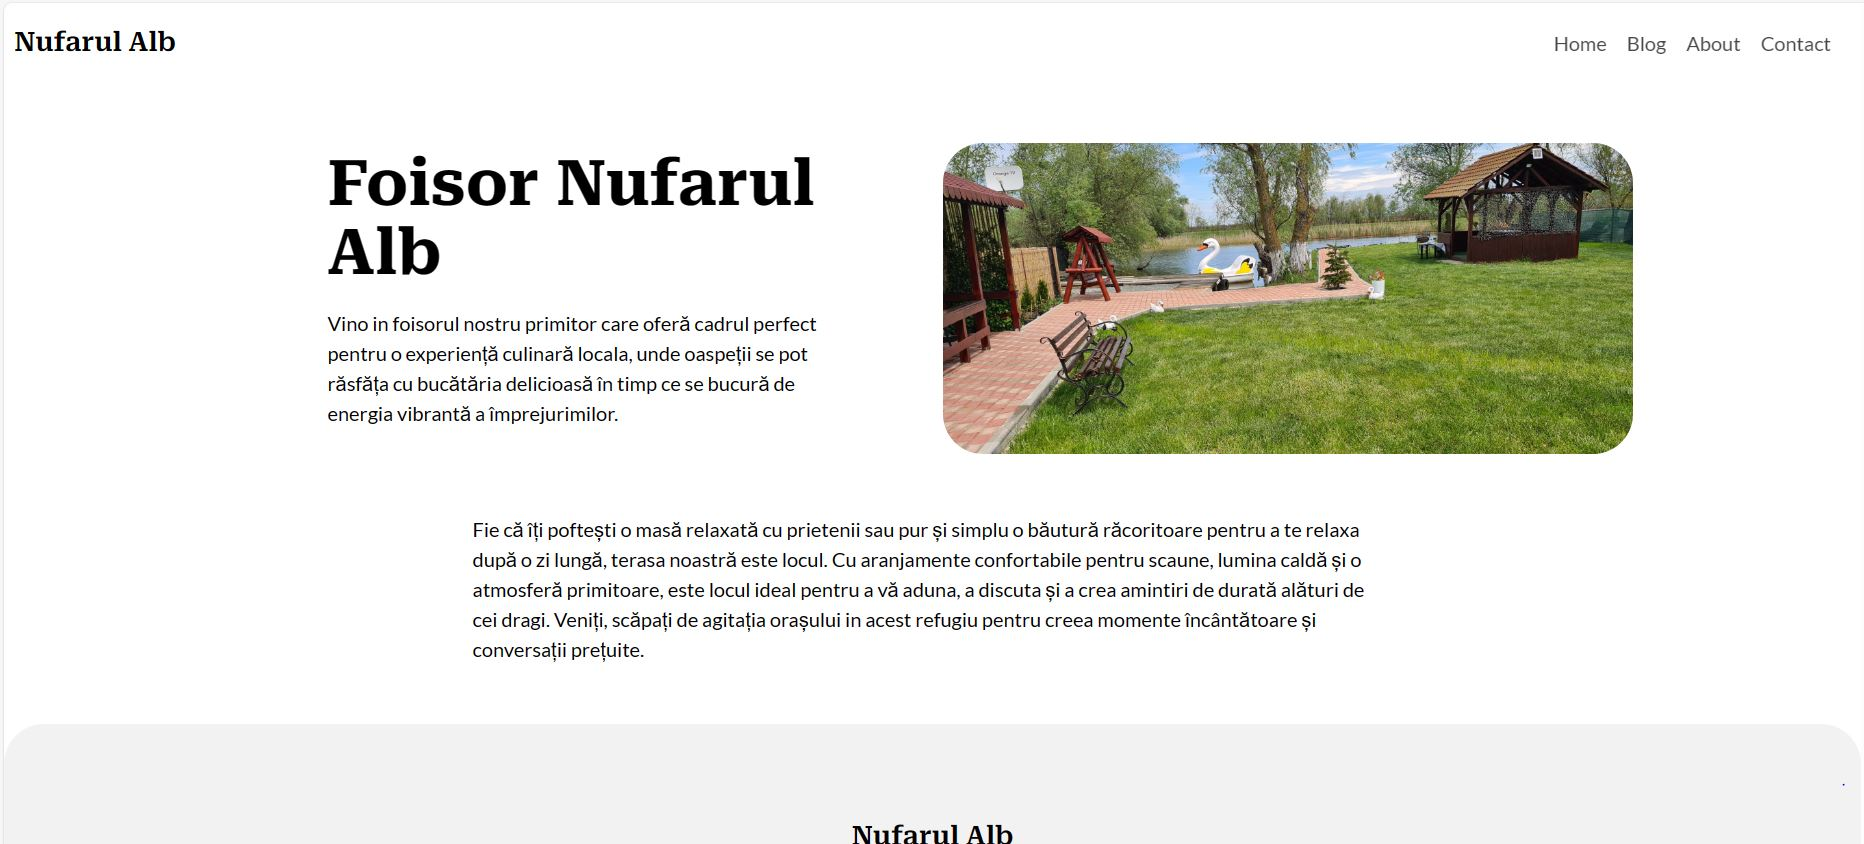 Nufarul Alb
Home Blog About Contact
Foisor Nufarul
Alb
Vino in foisorul nostru primitor care oferă cadrul perfect
pentru o experiență culinară locala, unde oaspeții se pot
răsfăța cu bucătăria delicioasă în timp ce se bucură de
energia vibrantă a împrejurimilor.
Fie că îți poftești o masă relaxată cu prietenii sau pur și simplu o băutură răcoritoare pentru a te relaxa
după o zi lungă, terasa noastră este locul. Cu aranjamente confortabile pentru scaune, lumina caldă și o
atmosferă primitoare, este locul ideal pentru a vă aduna, a discuta și a crea amintiri de durată alături de
cei dragi. Veniți, scăpați de agitația orașului in acest refugiu pentru creea momente încântătoare și
conversații prețuite.
Nufarul Alb